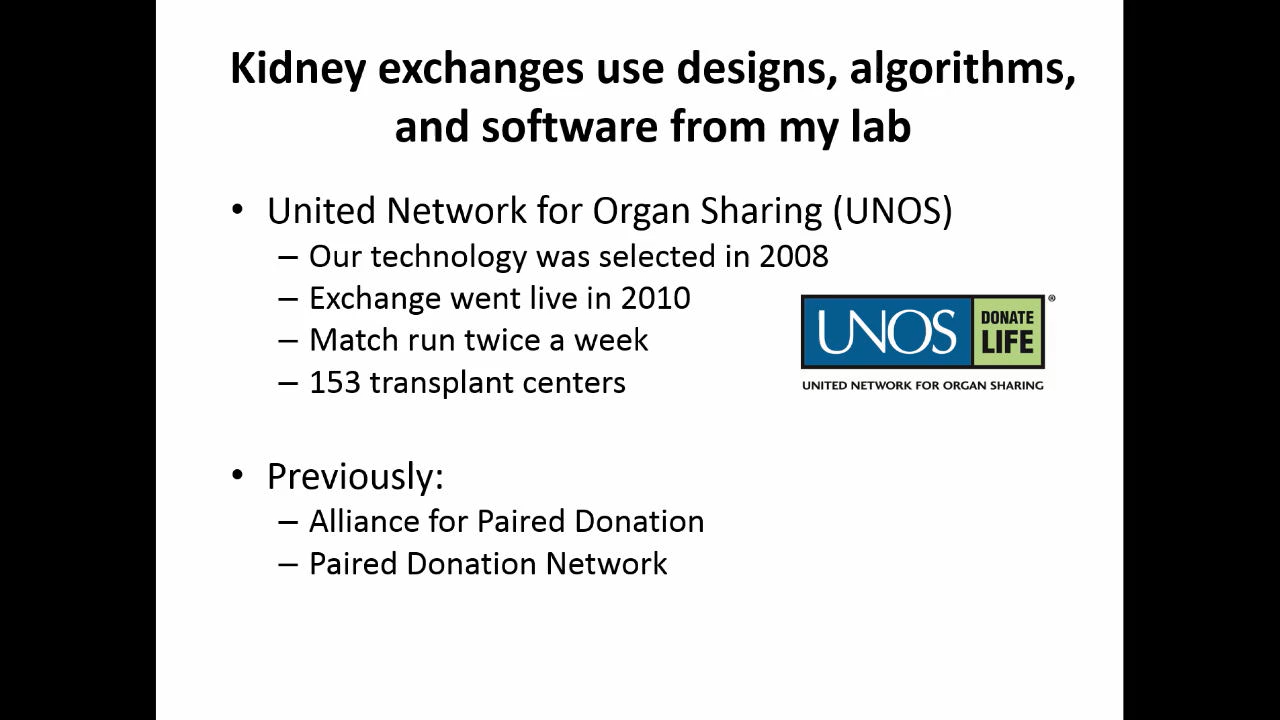 Kidney exchanges use designs, algorithms,
and software from my lab
• United Network for Organ Sharing (UNOS)
– Our technology was selected in 2008
– Exchange went live in 2010
– Match run twice a week
– 153 transplant centers
UNOS DONATE LIFE ®
UNITED NETWORK FOR ORGAN SHARING
• Previously:
– Alliance for Paired Donation
– Paired Donation Network